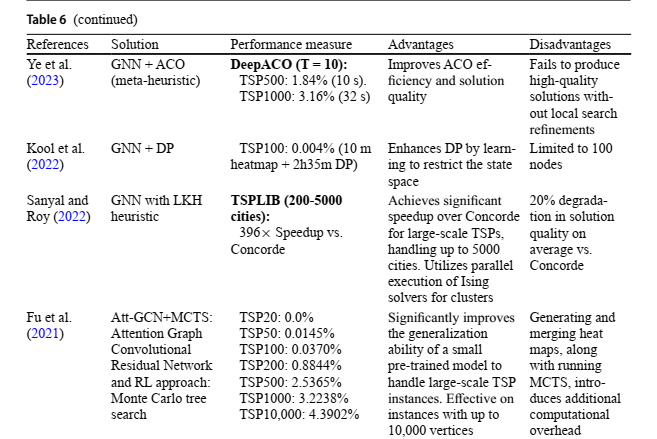 Table 6 (continued)
References Solution Performance measure Advantages Disadvantages
Ye et al. GNN + ACO DeepACO (T = 10): Improves ACO ef- Fails to produce
(2023) (meta-heuristic) TSP500: 1.84% (10 s). ficiency and solution high-quality
TSP1000: 3.16% (32 s) quality solutions with-
out local search
refinements
Kool et al. GNN + DP TSP100: 0.004% (10 m Enhances DP by learn- Limited to 100
(2022) heatmap + 2h35m DP) ing to restrict the state nodes
space
Sanyal and GNN with LKH TSPLIB (200-5000 Achieves significant 20% degrada-
Roy (2022) heuristic cities): speedup over Concorde tion in solution
396× Speedup vs. for large-scale TSPs, quality on
Concorde handling up to 5000 average vs.
cities. Utilizes parallel Concorde
execution of Ising
solvers for clusters
Fu et al. Att-GCN+MCTS: TSP20: 0.0% Significantly improves Generating and
(2021) Attention Graph TSP50: 0.0145% the generalization merging heat
Convolutional TSP100: 0.0370% ability of a small maps, along
Residual Network TSP200: 0.8844% pre-trained model to with running
and RL approach: TSP500: 2.5365% handle large-scale TSP MCTS, intro-
Monte Carlo tree TSP1000: 3.2238% instances. Effective on duces additional
search TSP10,000: 4.3902% instances with up to computational
10,000 vertices overhead